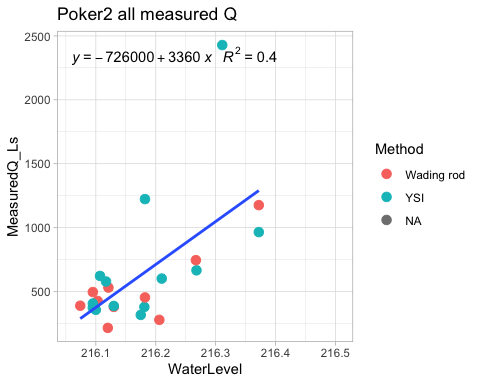 Poker2 all measured Q
y = −726000 + 3360 x  R² = 0.4
MeasuredQ_Ls
2500
2000
1500
1000
500
216.1 216.2 216.3 216.4 216.5
WaterLevel
Method
Wading rod
YSI
NA